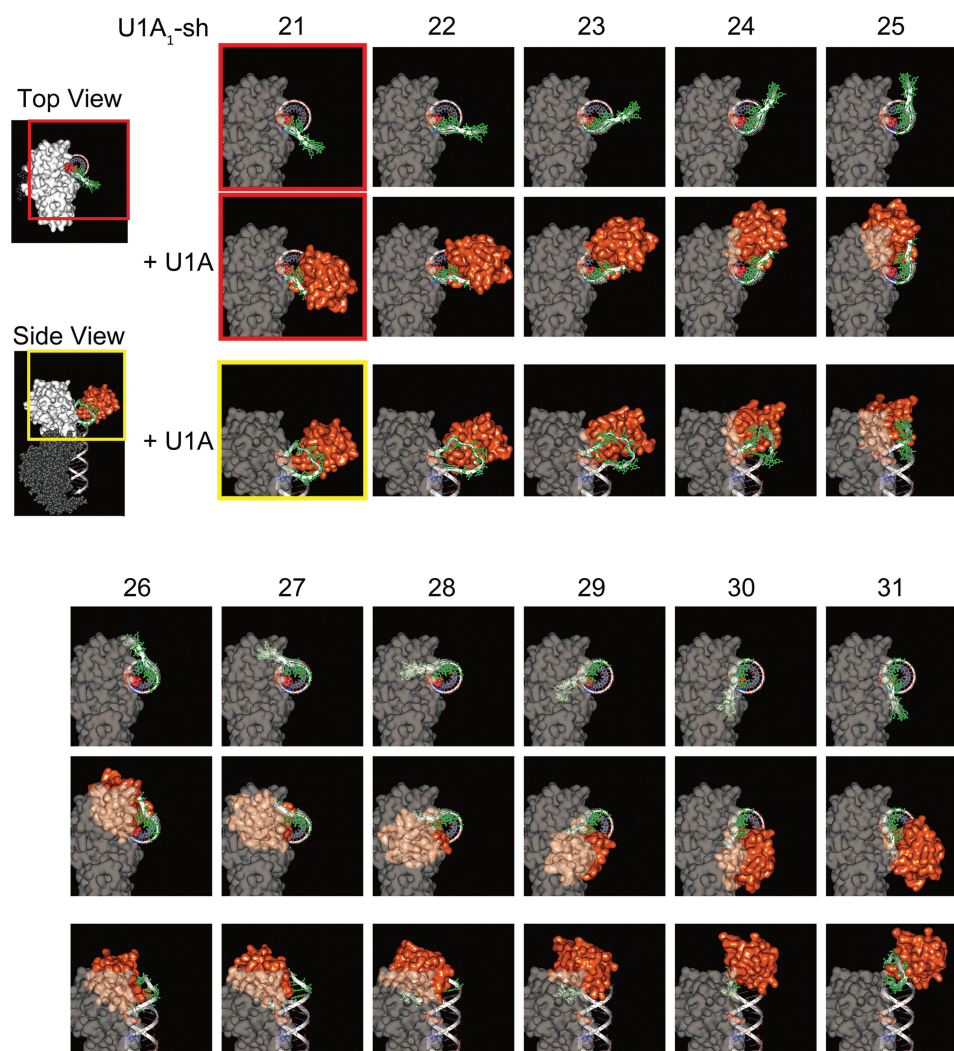 U1A₁-sh 21 22 23 24 25
Top View
+ U1A
Side View
+ U1A
26 27 28 29 30 31